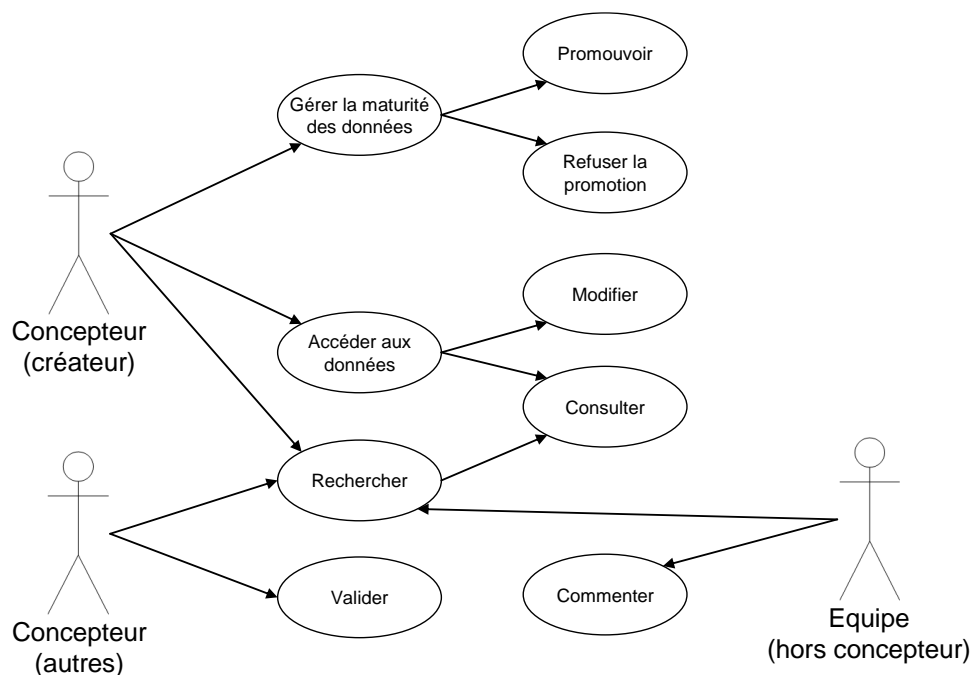 Promouvoir
Gérer la maturité
des données
Refuser la
promotion
Modifier
Concepteur
(créateur)
Accéder aux
données
Consulter
Rechercher
Valider
Commenter
Concepteur
(autres)
Equipe
(hors concepteur)